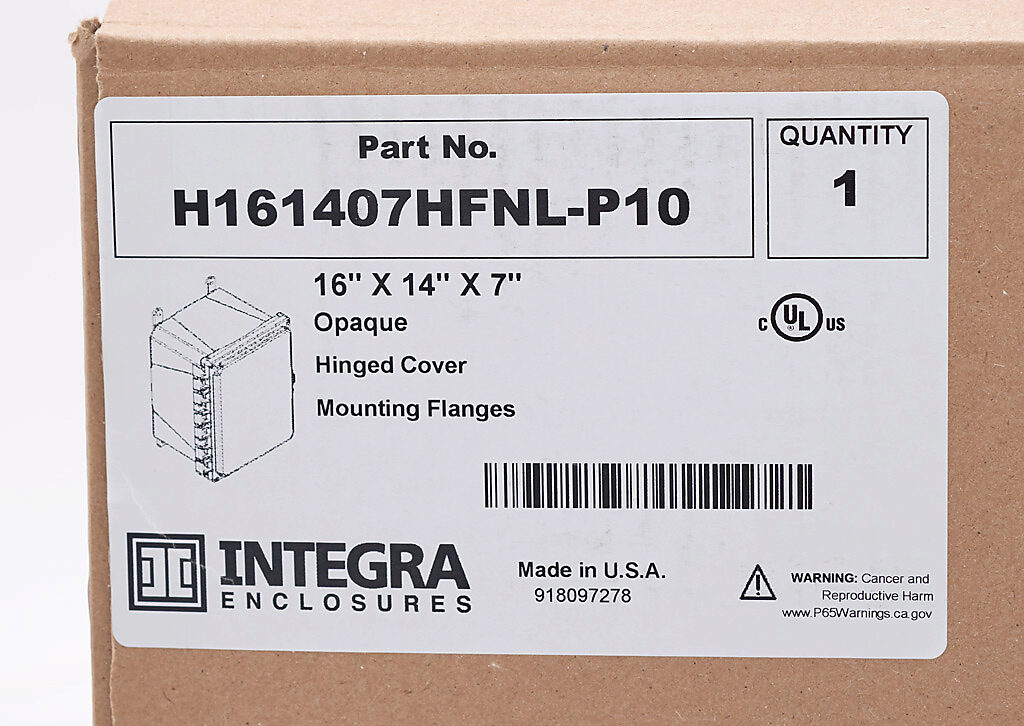 Part No.
H161407HFNL-P10
QUANTITY
1
16" X 14" X 7"
Opaque
Hinged Cover
Mounting Flanges
C UL US
®
INTEGRA
ENCLOSURES
Made in U.S.A.
918097278
WARNING: Cancer and
Reproductive Harm
www.P65Warnings.ca.gov